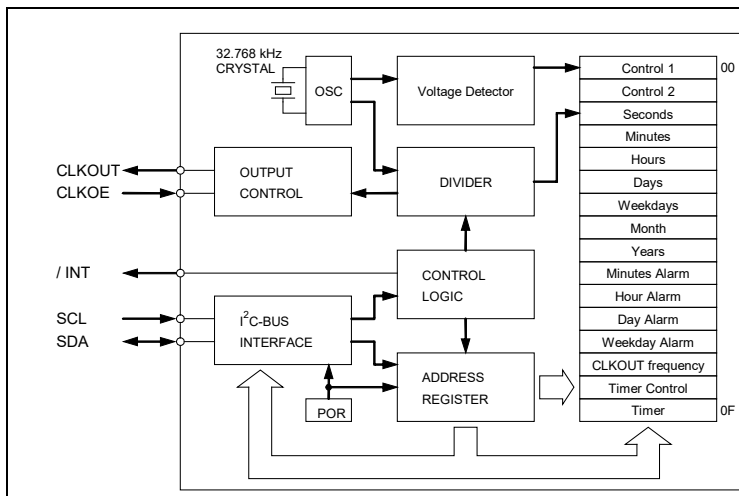 32.768 kHz
CRYSTAL
OSC
Voltage Detector
Control 1
00
Control 2
Seconds
Minutes
Hours
Days
Weekdays
Month
Years
Minutes Alarm
Hour Alarm
Day Alarm
Weekday Alarm
CLKOUT frequency
Timer Control
Timer
0F
CLKOUT
CLKOE
OUTPUT
CONTROL
DIVIDER
/ INT
CONTROL
LOGIC
SCL
SDA
I²C-BUS
INTERFACE
ADDRESS
REGISTER
POR